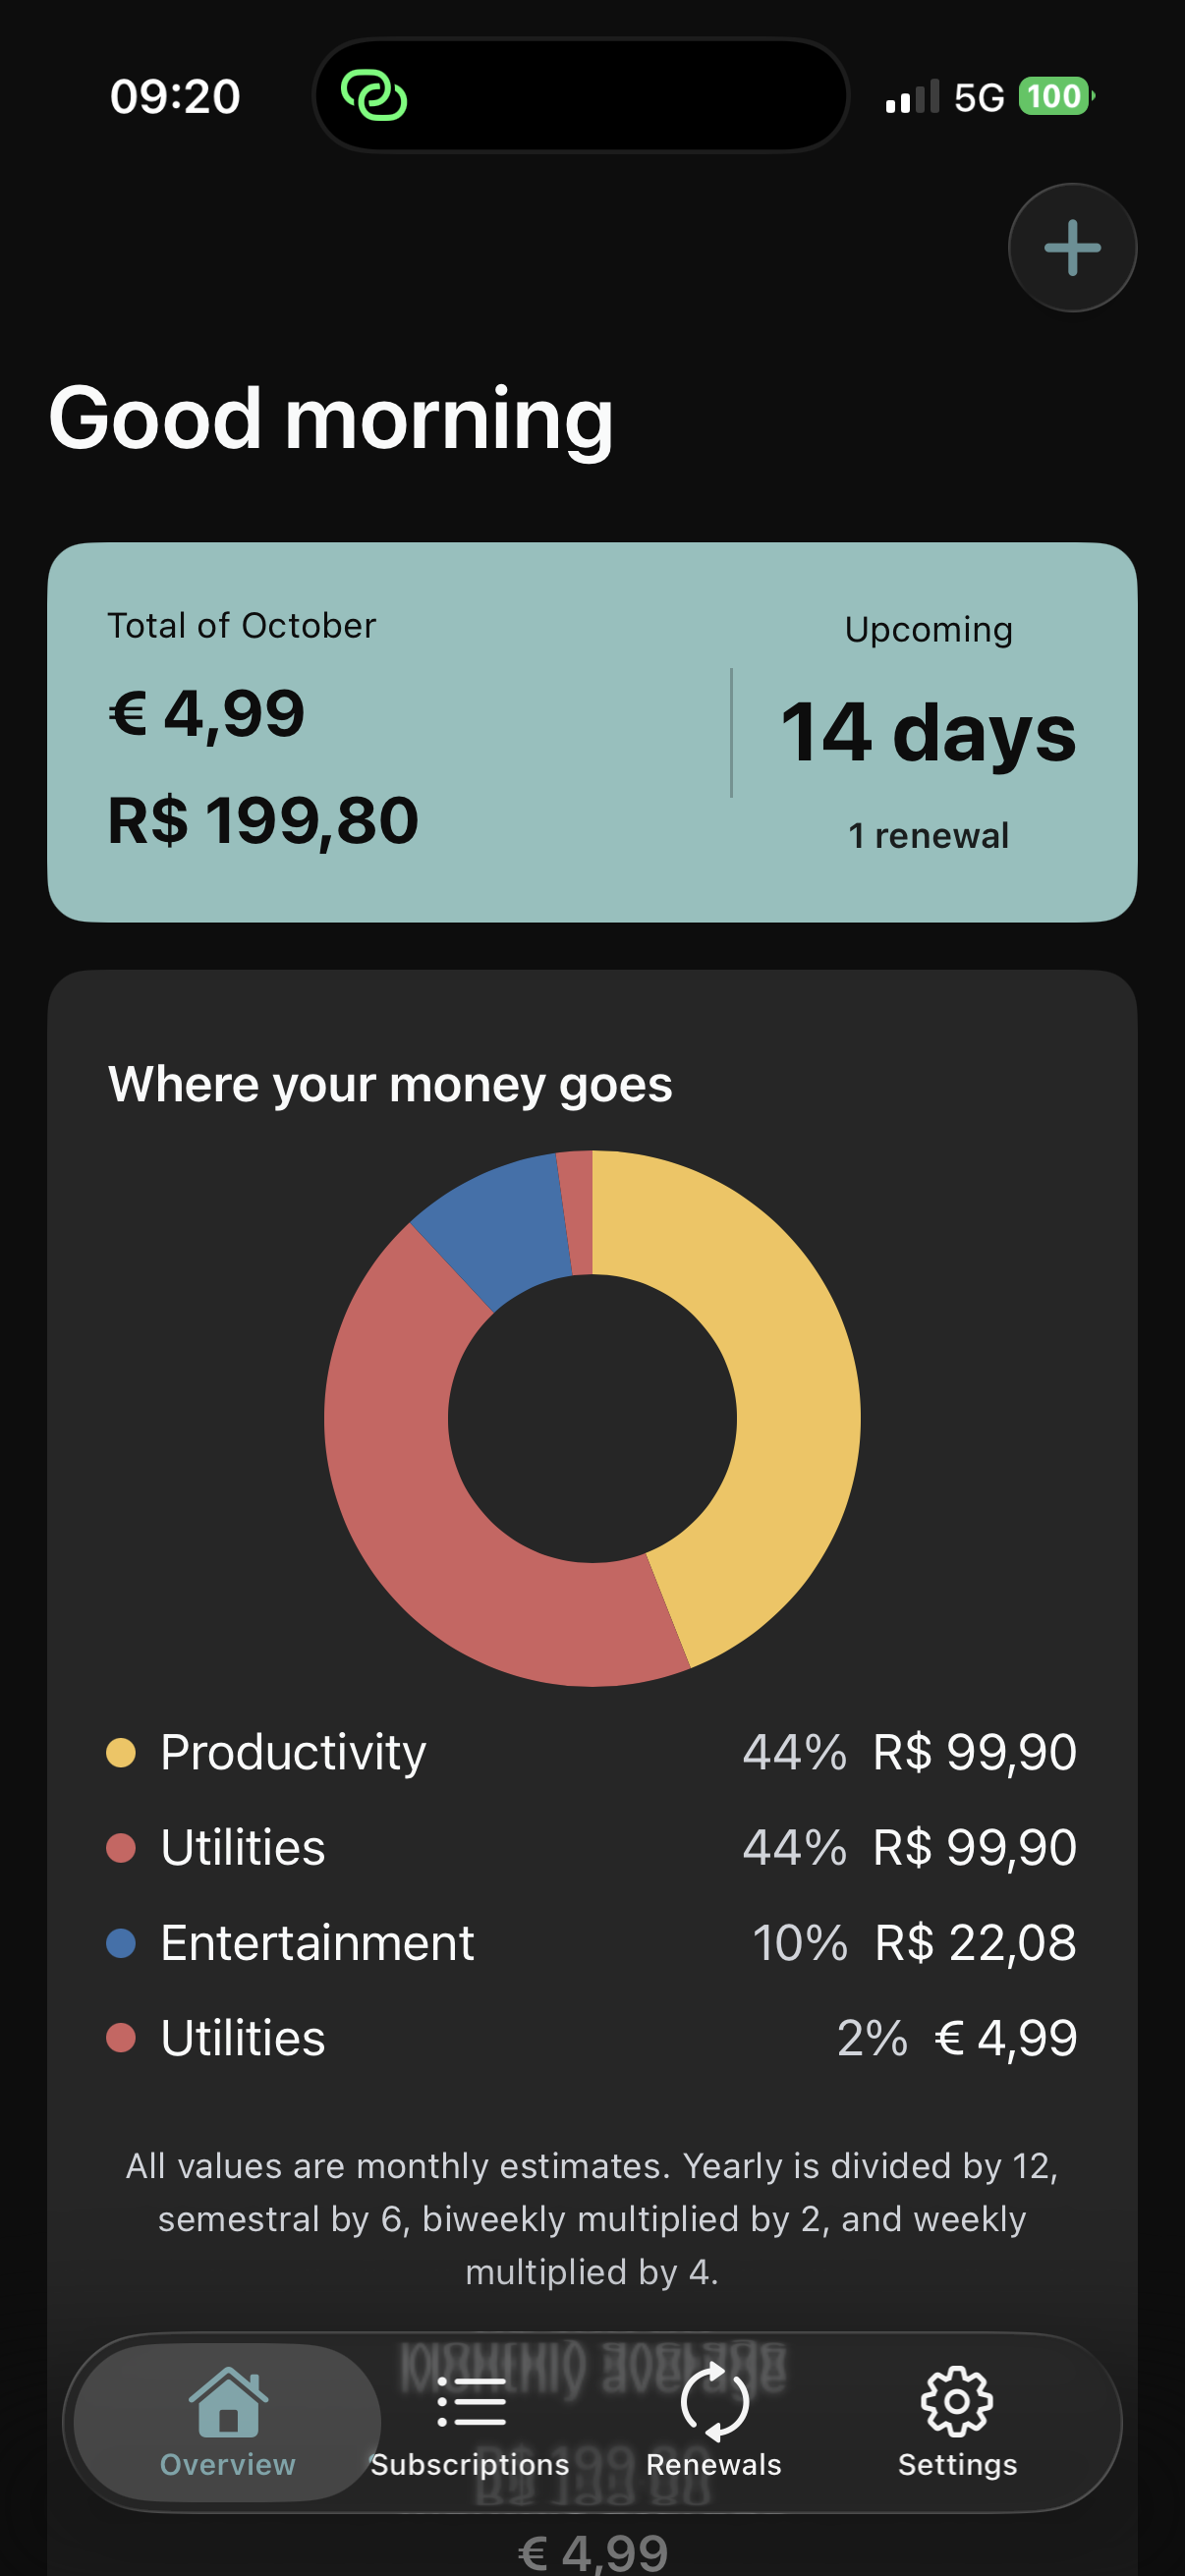 09:20
5G 100
Good morning
Total of October
€ 4,99
R$ 199,80
Upcoming
14 days
1 renewal
Where your money goes
Productivity 44% R$ 99,90
Utilities 44% R$ 99,90
Entertainment 10% R$ 22,08
Utilities 2% € 4,99
All values are monthly estimates. Yearly is divided by 12,
semestral by 6, biweekly multiplied by 2, and weekly
multiplied by 4.
Monthly average
Overview Subscriptions Renewals Settings
€ 4,99